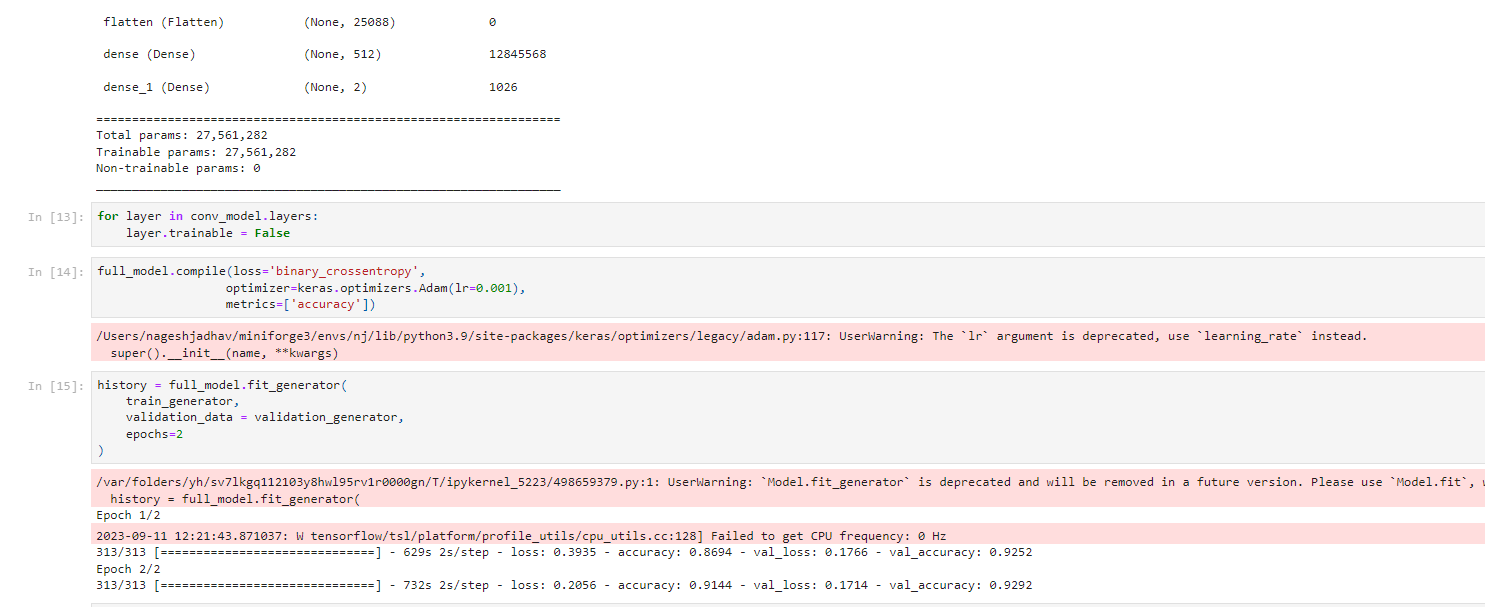 flatten (Flatten) (None, 25088) 0
dense (Dense) (None, 512) 12845568
dense_1 (Dense) (None, 2) 1026
=================================================================
Total params: 27,561,282
Trainable params: 27,561,282
Non-trainable params: 0
_________________________________________________________________
In [13]: for layer in conv_model.layers:
    layer.trainable = False
In [14]: full_model.compile(loss='binary_crossentropy',
                  optimizer=keras.optimizers.Adam(lr=0.001),
                  metrics=['accuracy'])
/Users/nageshjadhav/miniforge3/envs/nj/lib/python3.9/site-packages/keras/optimizers/legacy/adam.py:117: UserWarning: The `lr` argument is deprecated, use `learning_rate` instead.
  super().__init__(name, **kwargs)
In [15]: history = full_model.fit_generator(
    train_generator,
    validation_data = validation_generator,
    epochs=2
)
/var/folders/yh/sv7lkgq112103y8hwl95rv1r0000gn/T/ipykernel_5223/498659379.py:1: UserWarning: `Model.fit_generator` is deprecated and will be removed in a future version. Please use `Model.fit`,
  history = full_model.fit_generator(
Epoch 1/2
2023-09-11 12:21:43.871037: W tensorflow/tsl/platform/profile_utils/cpu_utils.cc:128] Failed to get CPU frequency: 0 Hz
313/313 [==============================] - 629s 2s/step - loss: 0.3935 - accuracy: 0.8694 - val_loss: 0.1766 - val_accuracy: 0.9252
Epoch 2/2
313/313 [==============================] - 732s 2s/step - loss: 0.2056 - accuracy: 0.9144 - val_loss: 0.1714 - val_accuracy: 0.9292